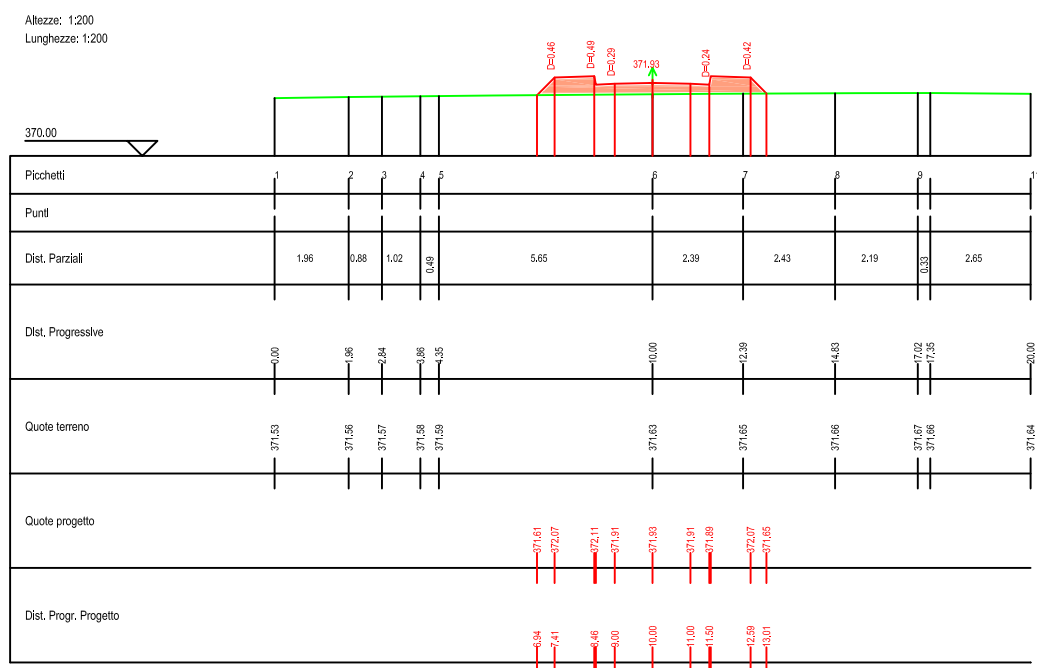 Altezze: 1:200
Lunghezze: 1:200
D=0.46 D=0.49 D=0.29 371.93 D=0.24 D=0.42
370.00
Picchetti 1 2 3 4 5 6 7 8 9 11
Punti
Dist. Parziali 1.96 0.88 1.02 0.49 5.65 2.39 2.43 2.19 0.33 2.65
Dist. Progressive 0.00 1.96 2.84 3.86 4.35 10.00 12.39 14.83 17.02 17.35 20.00
Quote terreno 371.53 371.56 371.57 371.58 371.59 371.63 371.65 371.66 371.67 371.66 371.64
Quote progetto 371.61 372.07 372.11 371.91 371.93 371.91 371.89 372.07 371.65
Dist. Progr. Progetto 6.94 7.41 8.46 9.00 10.00 11.00 11.50 12.59 13.01